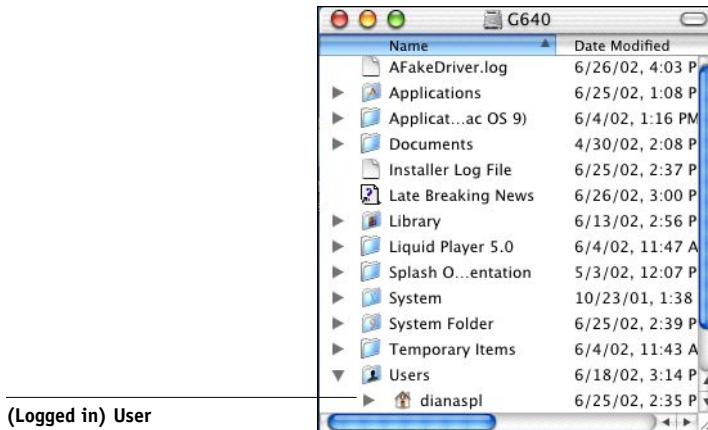 G640
Name Date Modified
AFakeDriver.log 6/26/02, 4:03 P
Applications 6/25/02, 1:08 P
Applicat...ac OS 9) 6/4/02, 1:16 PM
Documents 4/30/02, 2:08 P
Installer Log File 6/25/02, 2:37 P
Late Breaking News 6/26/02, 3:00 P
Library 6/13/02, 2:56 P
Liquid Player 5.0 6/4/02, 11:47 A
Splash O...entation 5/3/02, 12:07 P
System 10/23/01, 1:38
System Folder 6/25/02, 2:39 P
Temporary Items 6/4/02, 11:43 A
Users 6/18/02, 3:14 P
dianaspl 6/25/02, 2:35 P
(Logged in) User